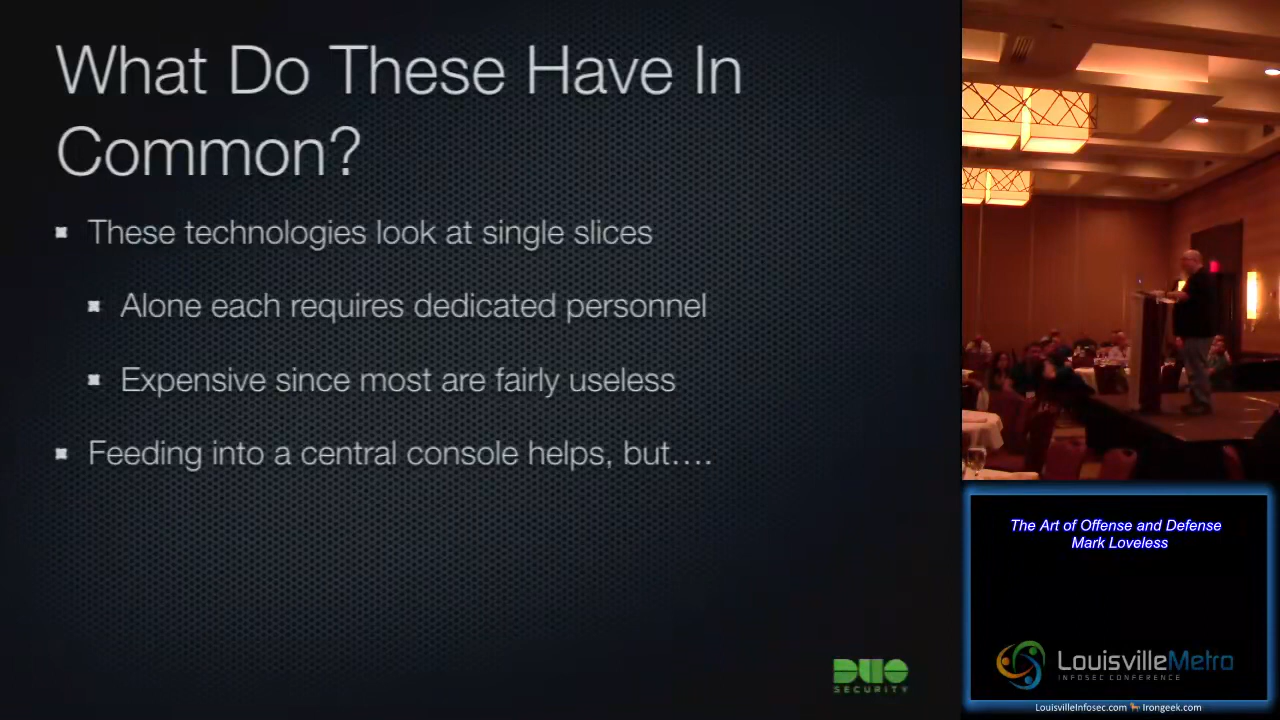 What Do These Have In
Common?
These technologies look at single slices
Alone each requires dedicated personnel
Expensive since most are fairly useless
Feeding into a central console helps, but….
DUO
SECURITY
The Art of Offense and Defense
Mark Loveless
LouisvilleMetro
INFOSEC CONFERENCE
LouisvilleInfosec.com Irongeek.com